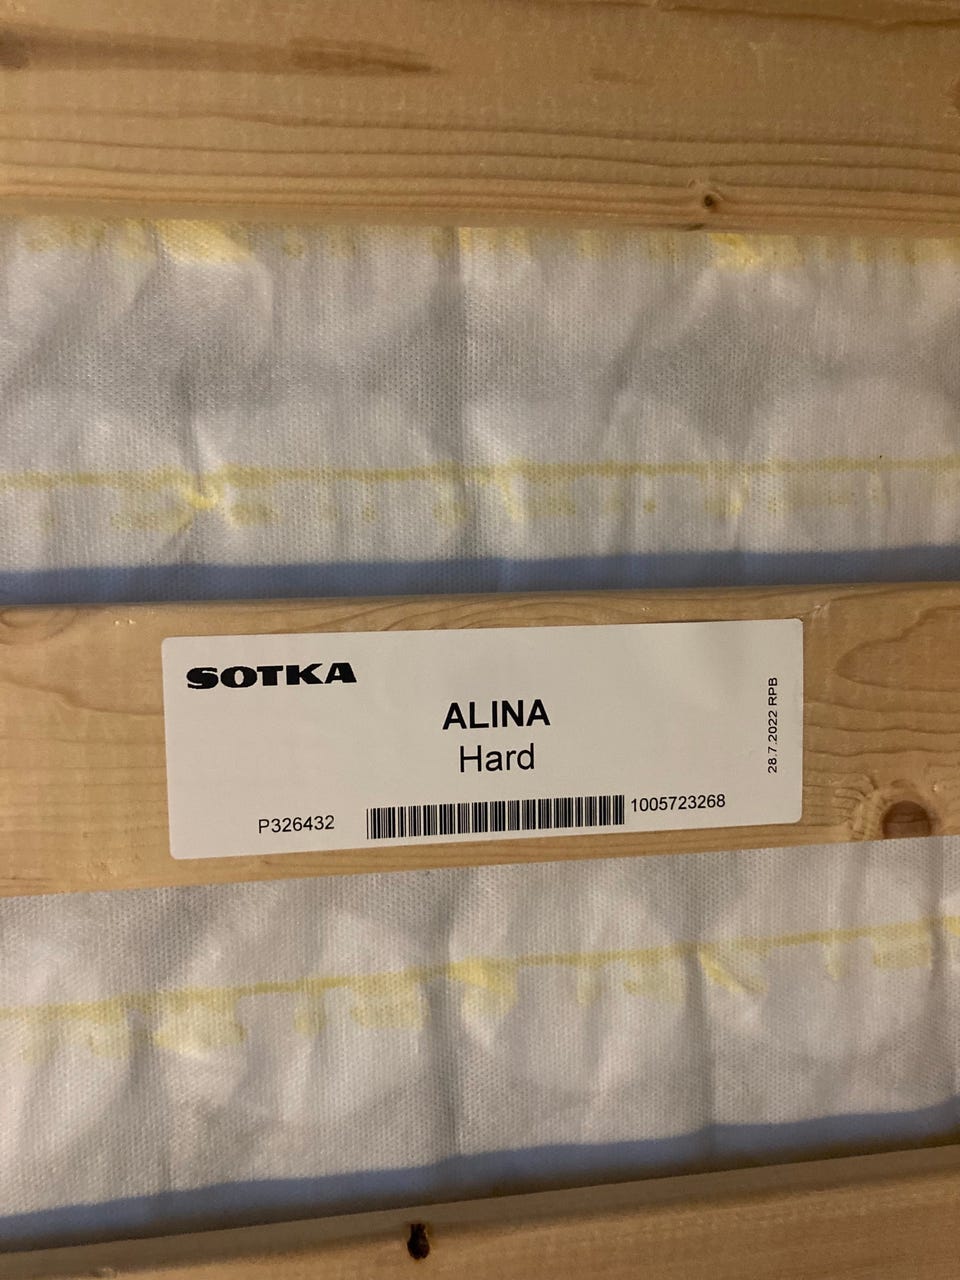 SOTKA
ALINA
Hard
P326432
1005723268
28.7.2022 RPB